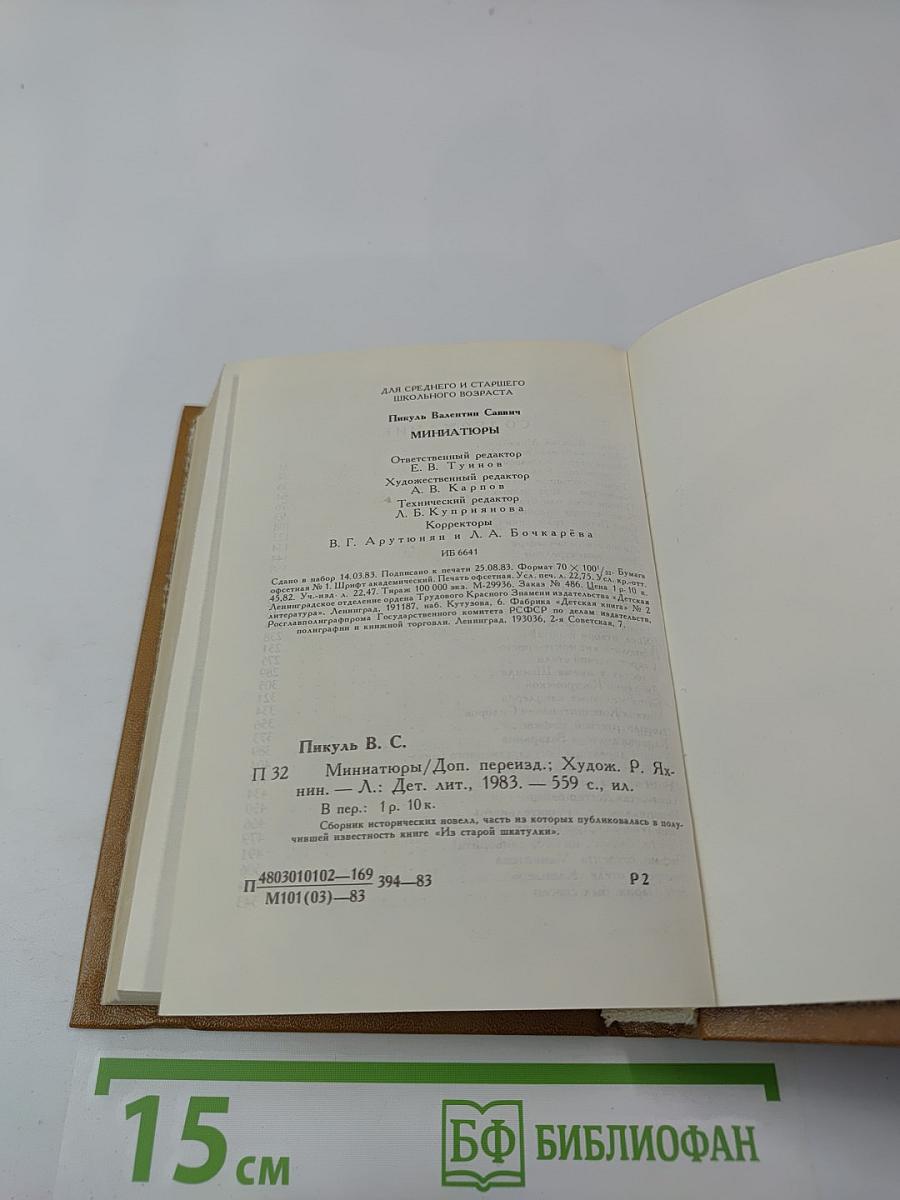 ДЛЯ СРЕДНЕГО И СТАРШЕГО
ШКОЛЬНОГО ВОЗРАСТА
Пикуль Валентин Саввич
МИНИАТЮРЫ
Ответственный редактор
Е. В. Туинов
Художественный редактор
А. В. Карпов
Технический редактор
Л. Б. Куприянова
Корректоры
В. Г. Арутюнян и Л. А. Бочкарёва
ИБ 6641
Сдано в набор 14.03.83. Подписано к печати 25.08.83. Формат 70 × 100¹/₃₂. Бумага
офсетная № 1. Шрифт академический. Печать офсетная. Усл. печ. л. 22,75. Усл. кр.-отт.
45,82. Уч.-изд. л. 22,47. Тираж 100 000 экз. М-29936. Заказ № 486. Цена 1 р. 10 к.
Ленинградское отделение ордена Трудового Красного Знамени издательства «Детская
литература». Ленинград, 191187, наб. Кутузова, 6. Фабрика «Детская книга» № 2
Росглавполиграфпрома Государственного комитета РСФСР по делам издательств,
полиграфии и книжной торговли. Ленинград, 193036, 2-я Советская, 7.
Пикуль В. С.
П 32 Миниатюры/Доп. переизд.; Худож. Р. Ях-
нин. — Л.: Дет. лит., 1983. — 559 с., ил.
В пер.: 1 р. 10 к.
Сборник исторических новелл, часть из которых публиковалась в полу-
чившей известность книге «Из старой шкатулки».
П 4803010102—169 394—83 Р2
М101(03)—83
15 см
БФ БИБЛИОФАН